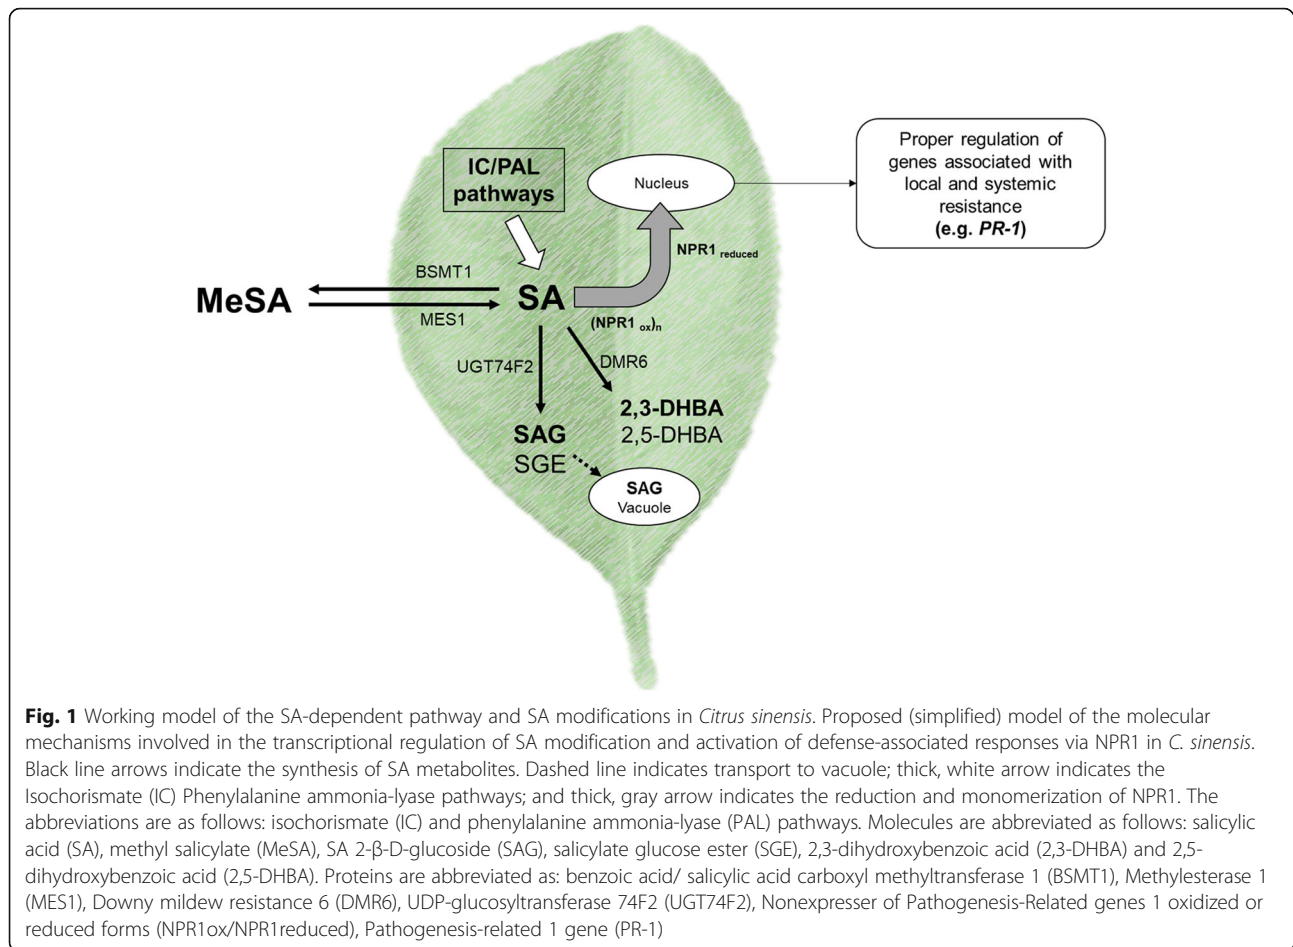 IC/PAL
pathways
Nucleus
Proper regulation of
genes associated with
local and systemic
resistance
(e.g. PR-1)
NPR1 reduced
BSMT1
MeSA
SA
MES1
(NPR1 ox)n
UGT74F2
DMR6
2,3-DHBA
2,5-DHBA
SAG
SGE
SAG
Vacuole
Fig. 1 Working model of the SA-dependent pathway and SA modifications in Citrus sinensis. Proposed (simplified) model of the molecular
mechanisms involved in the transcriptional regulation of SA modification and activation of defense-associated responses via NPR1 in C. sinensis.
Black line arrows indicate the synthesis of SA metabolites. Dashed line indicates transport to vacuole; thick, white arrow indicates the
Isochorismate (IC) Phenylalanine ammonia-lyase pathways; and thick, gray arrow indicates the reduction and monomerization of NPR1. The
abbreviations are as follows: isochorismate (IC) and phenylalanine ammonia-lyase (PAL) pathways. Molecules are abbreviated as follows: salicylic
acid (SA), methyl salicylate (MeSA), SA 2-β-D-glucoside (SAG), salicylate glucose ester (SGE), 2,3-dihydroxybenzoic acid (2,3-DHBA) and 2,5-
dihydroxybenzoic acid (2,5-DHBA). Proteins are abbreviated as: benzoic acid/ salicylic acid carboxyl methyltransferase 1 (BSMT1), Methylesterase 1
(MES1), Downy mildew resistance 6 (DMR6), UDP-glucosyltransferase 74F2 (UGT74F2), Nonexpresser of Pathogenesis-Related genes 1 oxidized or
reduced forms (NPR1ox/NPR1reduced), Pathogenesis-related 1 gene (PR-1)